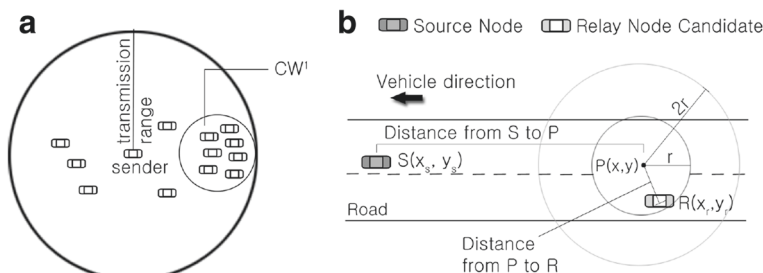 a
transmission
range
sender
CW¹
b
Source Node
Relay Node Candidate
Vehicle direction
Distance from S to P
S(xₛ, yₛ)
P(x,y)
r
2r
R(xᵣ,yᵣ)
Road
Distance
from P to R